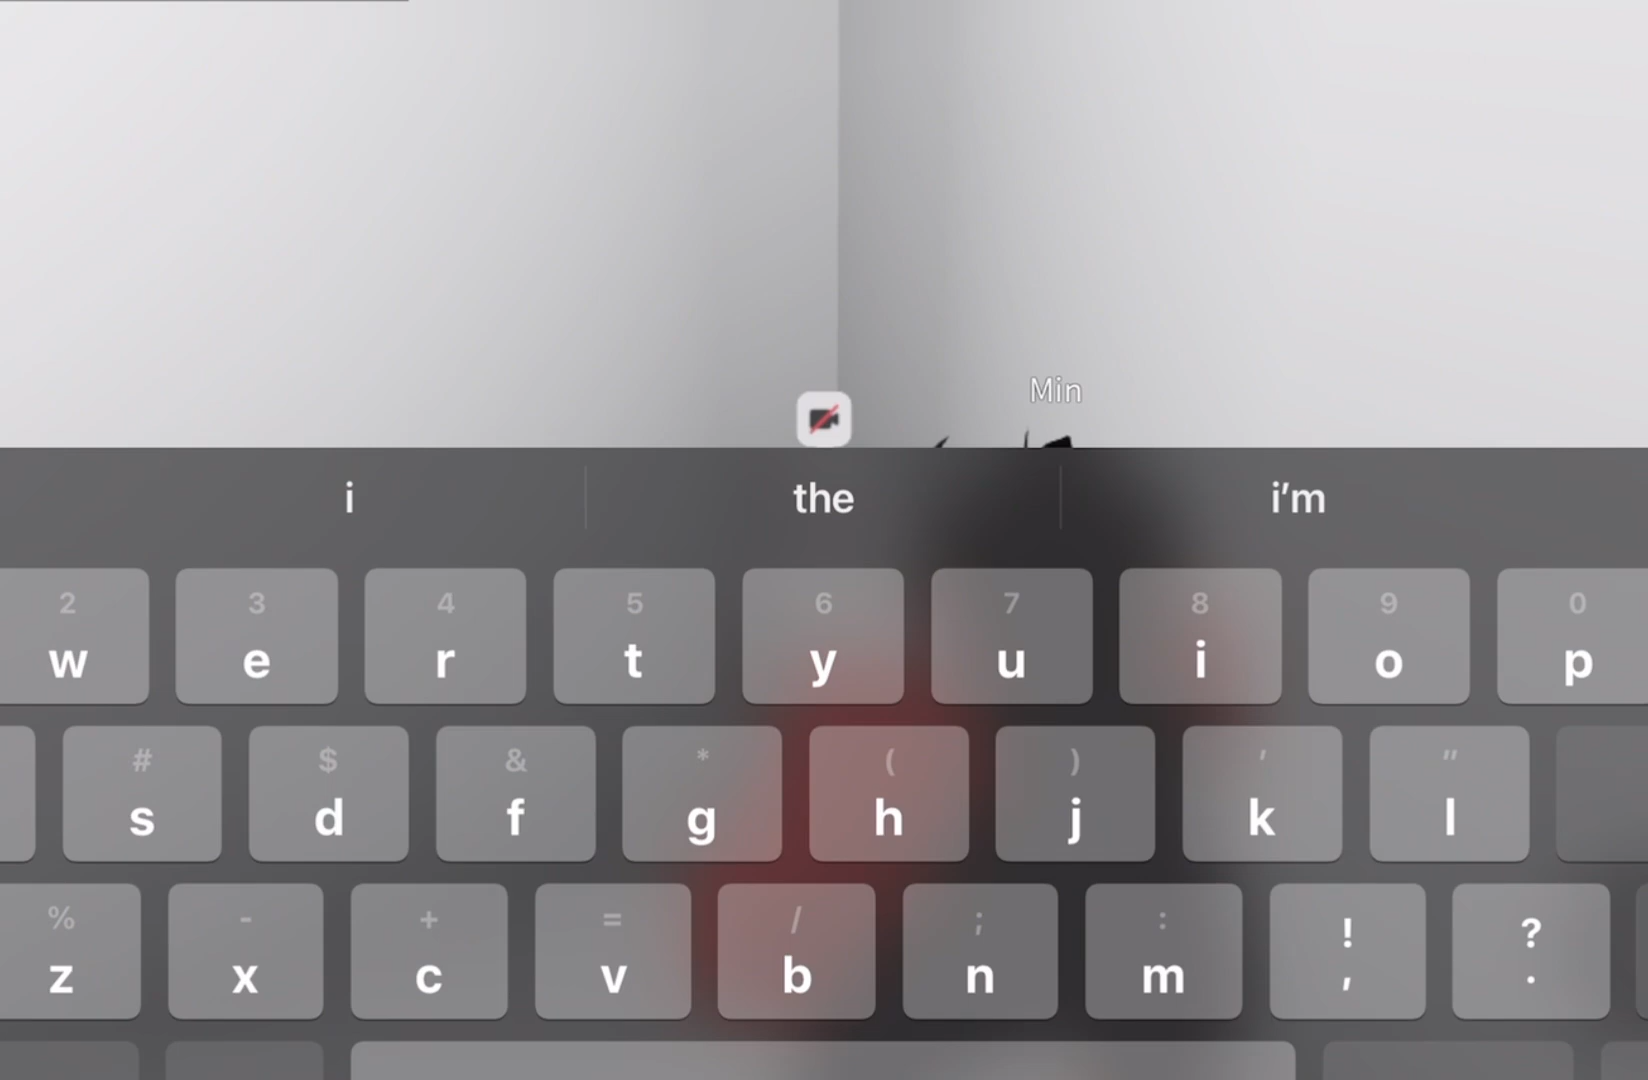 Min
i the i'm
2 3 4 5 6 7 8 9 0
w e r t y u i o p
# $ & * ( ) ' "
s d f g h j k l
% - + = / ; : ! ?
z x c v b n m , .